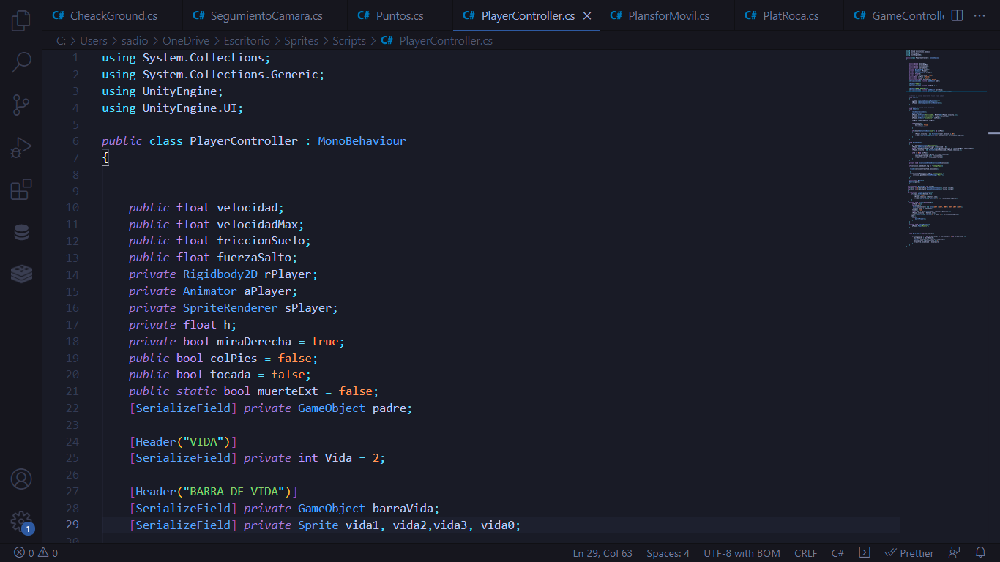 C# CheackGround.cs C# SegumientoCamara.cs C# Puntos.cs C# PlayerController.cs C# PlansforMovil.cs C# PlatRoca.cs C# GameControlle
C: > Users > sadio > OneDrive > Escritorio > Sprites > Scripts > C# PlayerController.cs
1 using System.Collections;
2 using System.Collections.Generic;
3 using UnityEngine;
4 using UnityEngine.UI;
5
6 public class PlayerController : MonoBehaviour
7 {
8
9
10 public float velocidad;
11 public float velocidadMax;
12 public float friccionSuelo;
13 public float fuerzaSalto;
14 private Rigidbody2D rPlayer;
15 private Animator aPlayer;
16 private SpriteRenderer sPlayer;
17 private float h;
18 private bool miraDerecha = true;
19 public bool colPies = false;
20 public bool tocada = false;
21 public static bool muerteExt = false;
22 [SerializeField] private GameObject padre;
23
24 [Header("VIDA")]
25 [SerializeField] private int Vida = 2;
26
27 [Header("BARRA DE VIDA")]
28 [SerializeField] private GameObject barraVida;
29 [SerializeField] private Sprite vida1, vida2,vida3, vida0;
30
1
0 0 Ln 29, Col 63 Spaces: 4 UTF-8 with BOM CRLF C# Prettier